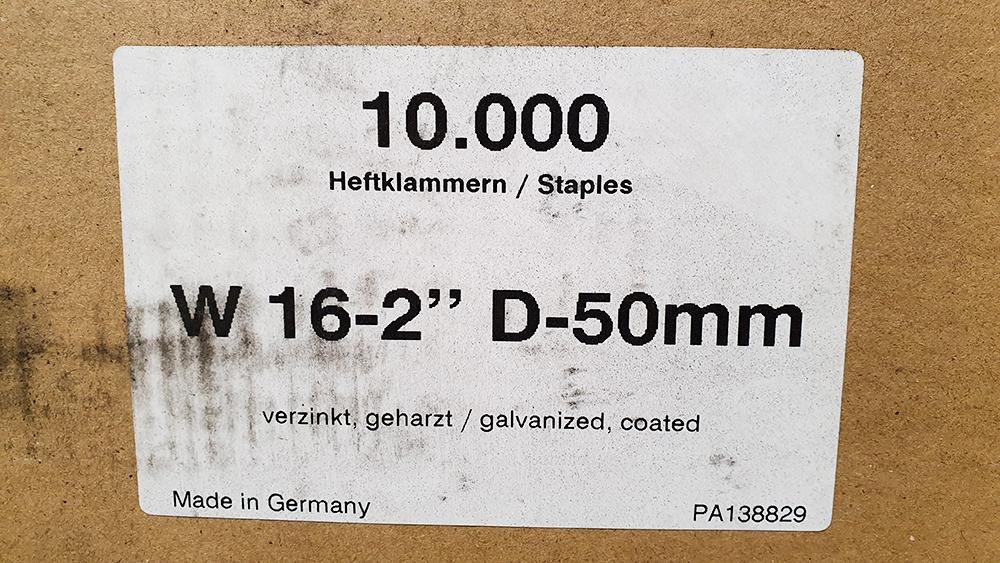 10.000
Heftklammern / Staples
W 16-2’’ D-50mm
verzinkt, geharzt / galvanized, coated
Made in Germany
PA138829